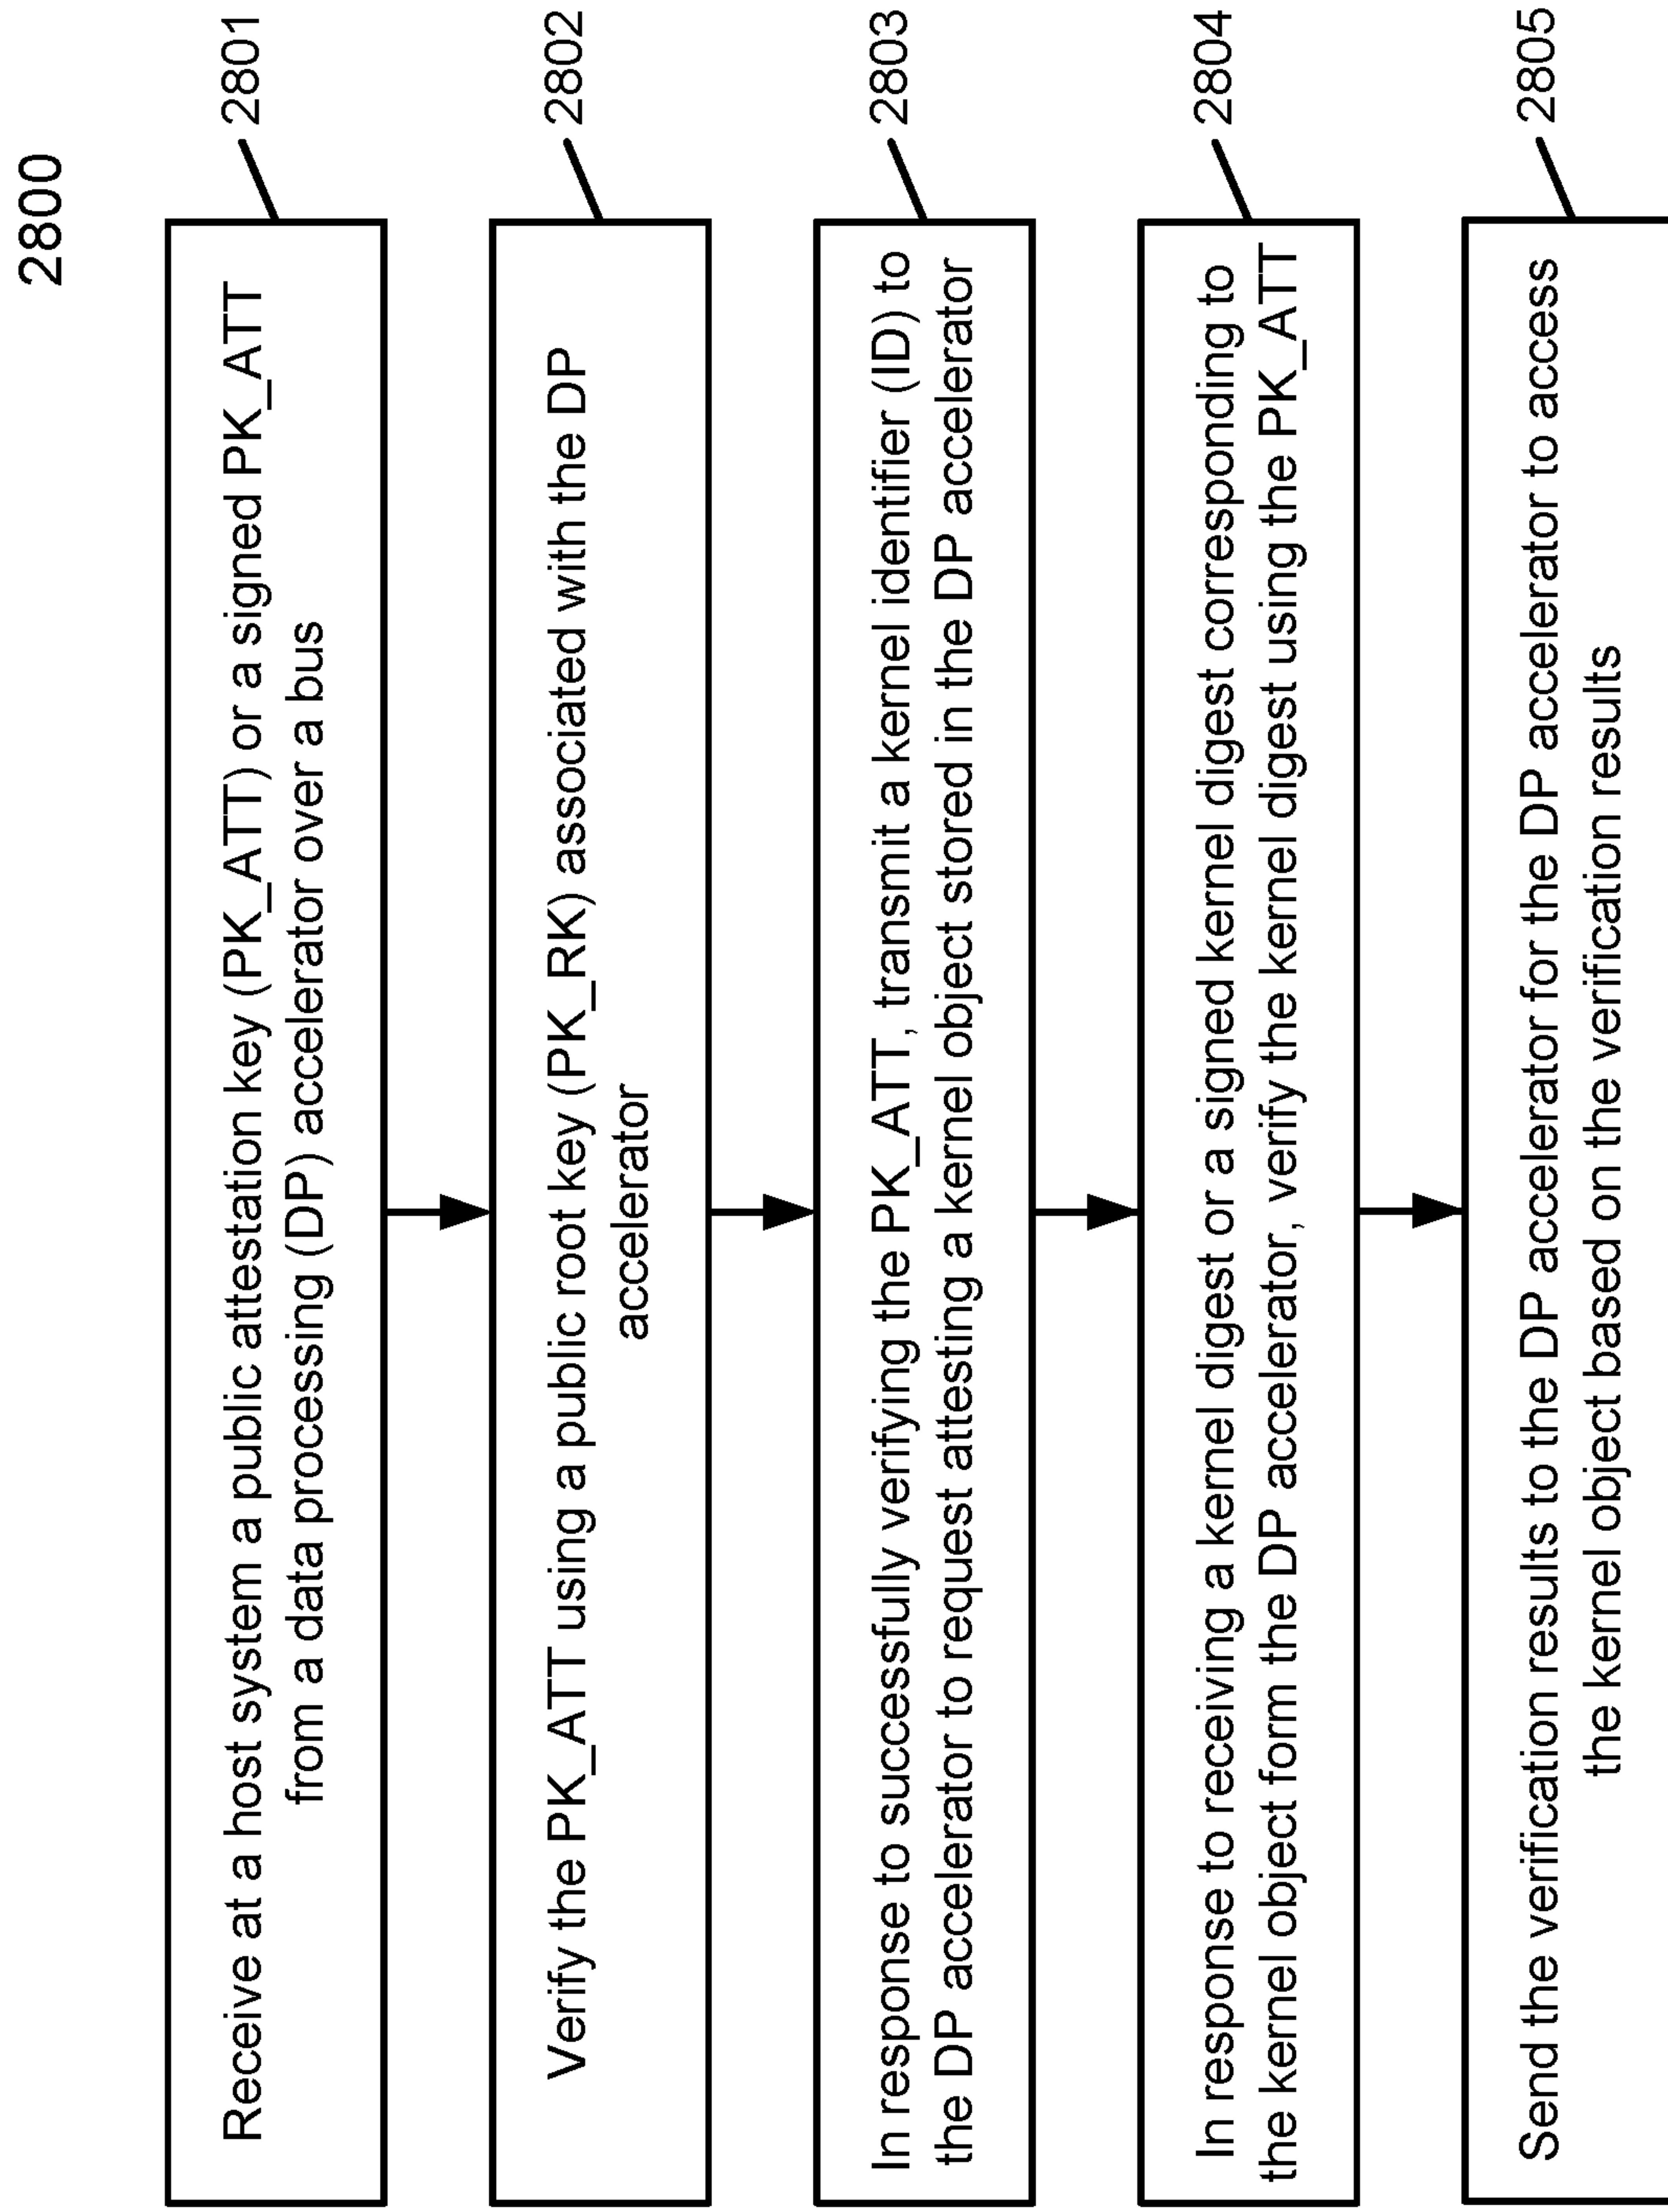 2800
Receive at a host system a public attestation key (PK_ATT) or a signed PK_ATT
from a data processing (DP) accelerator over a bus
2801
Verify the PK_ATT using a public root key (PK_RK) associated with the DP
accelerator
2802
In response to successfully verifying the PK_ATT, transmit a kernel identifier (ID) to
the DP accelerator to request attesting a kernel object stored in the DP accelerator
2803
In response to receiving a kernel digest or a signed kernel digest corresponding to
the kernel object form the DP accelerator, verify the kernel digest using the PK_ATT
2804
Send the verification results to the DP accelerator for the DP accelerator to access
the kernel object based on the verification results
2805